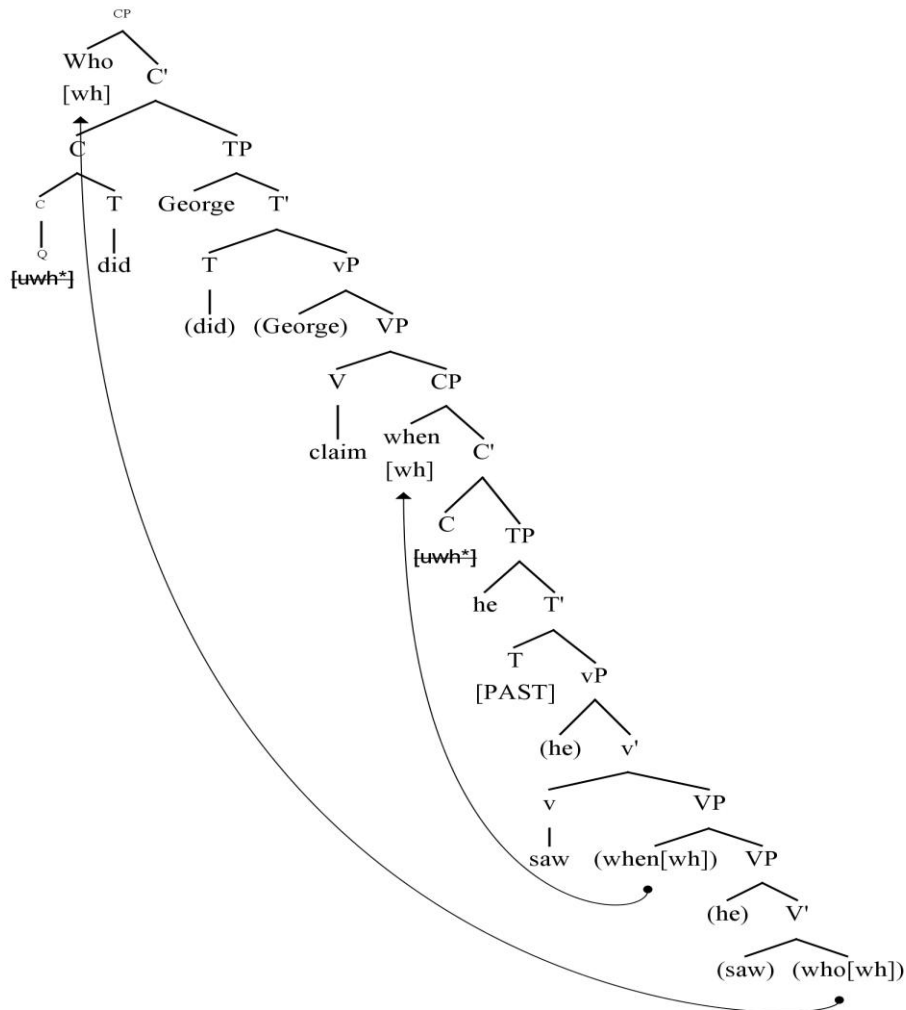 CP
Who C'
[wh]
C TP
C T George T'
Q did T vP
[uwh*]
(did) (George) VP
V CP
claim when C'
[wh]
C TP
[uwh*]
he T'
T vP
[PAST]
(he) v'
v VP
saw (when[wh]) VP
(he) V'
(saw) (who[wh])